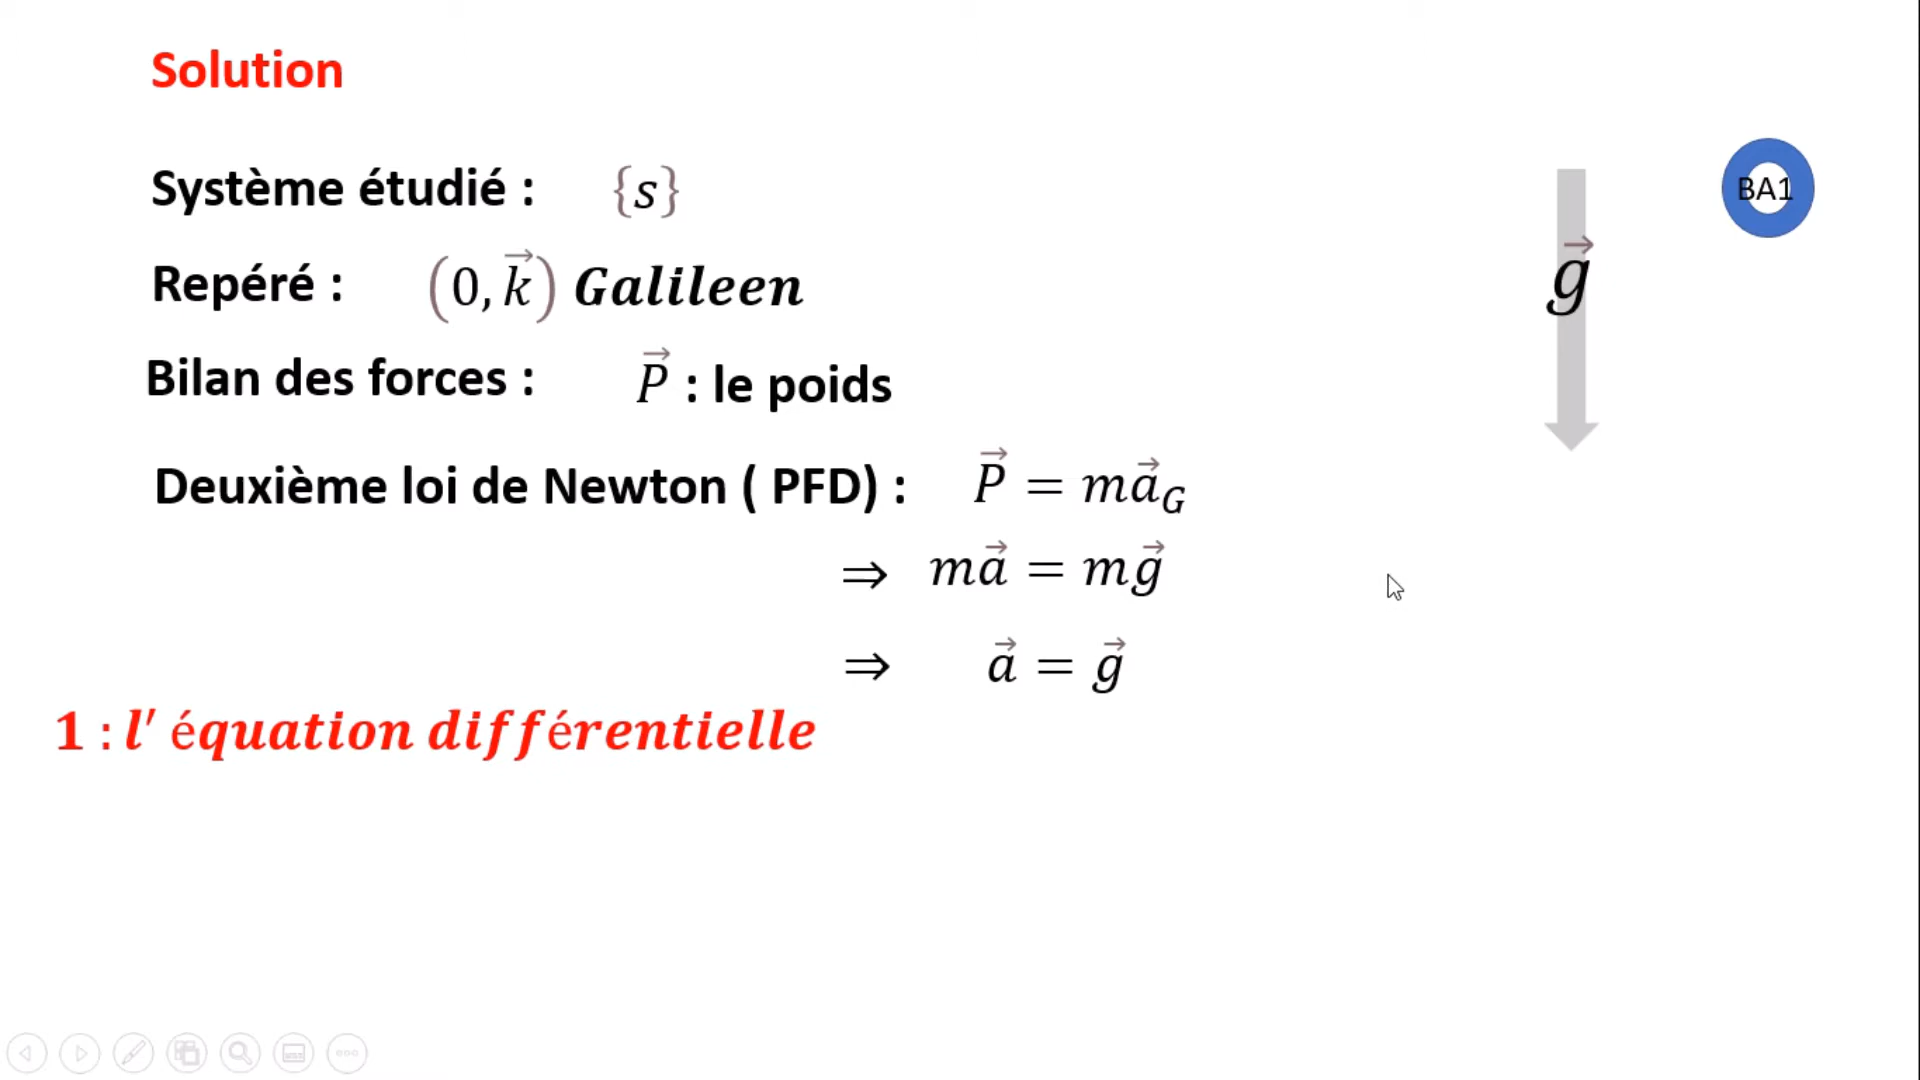 Solution
Système étudié : {s}
BA1
Repéré : (0, k⃗) Galileen
g⃗
Bilan des forces : P⃗ : le poids
Deuxième loi de Newton ( PFD) : P⃗ = ma⃗_G
⇒ ma⃗ = mg⃗
⇒ a⃗ = g⃗
1 : l′ équation différentielle